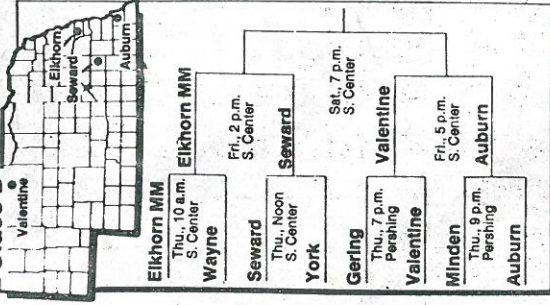 Valentine
Elkhorn
Seward
Auburn
Elkhorn MM
Thu., 10 a.m.
S. Center
Wayne
Elkhorn MM
Fri., 2 p.m.
S. Center
Seward
Thu., Noon
S. Center
York
Seward
Sat., 7 p.m.
S. Center
Gering
Thu., 7 p.m.
Pershing
Valentine
Valentine
Fri., 5 p.m.
S. Center
Minden
Thu., 9 p.m.
Pershing
Auburn
Auburn